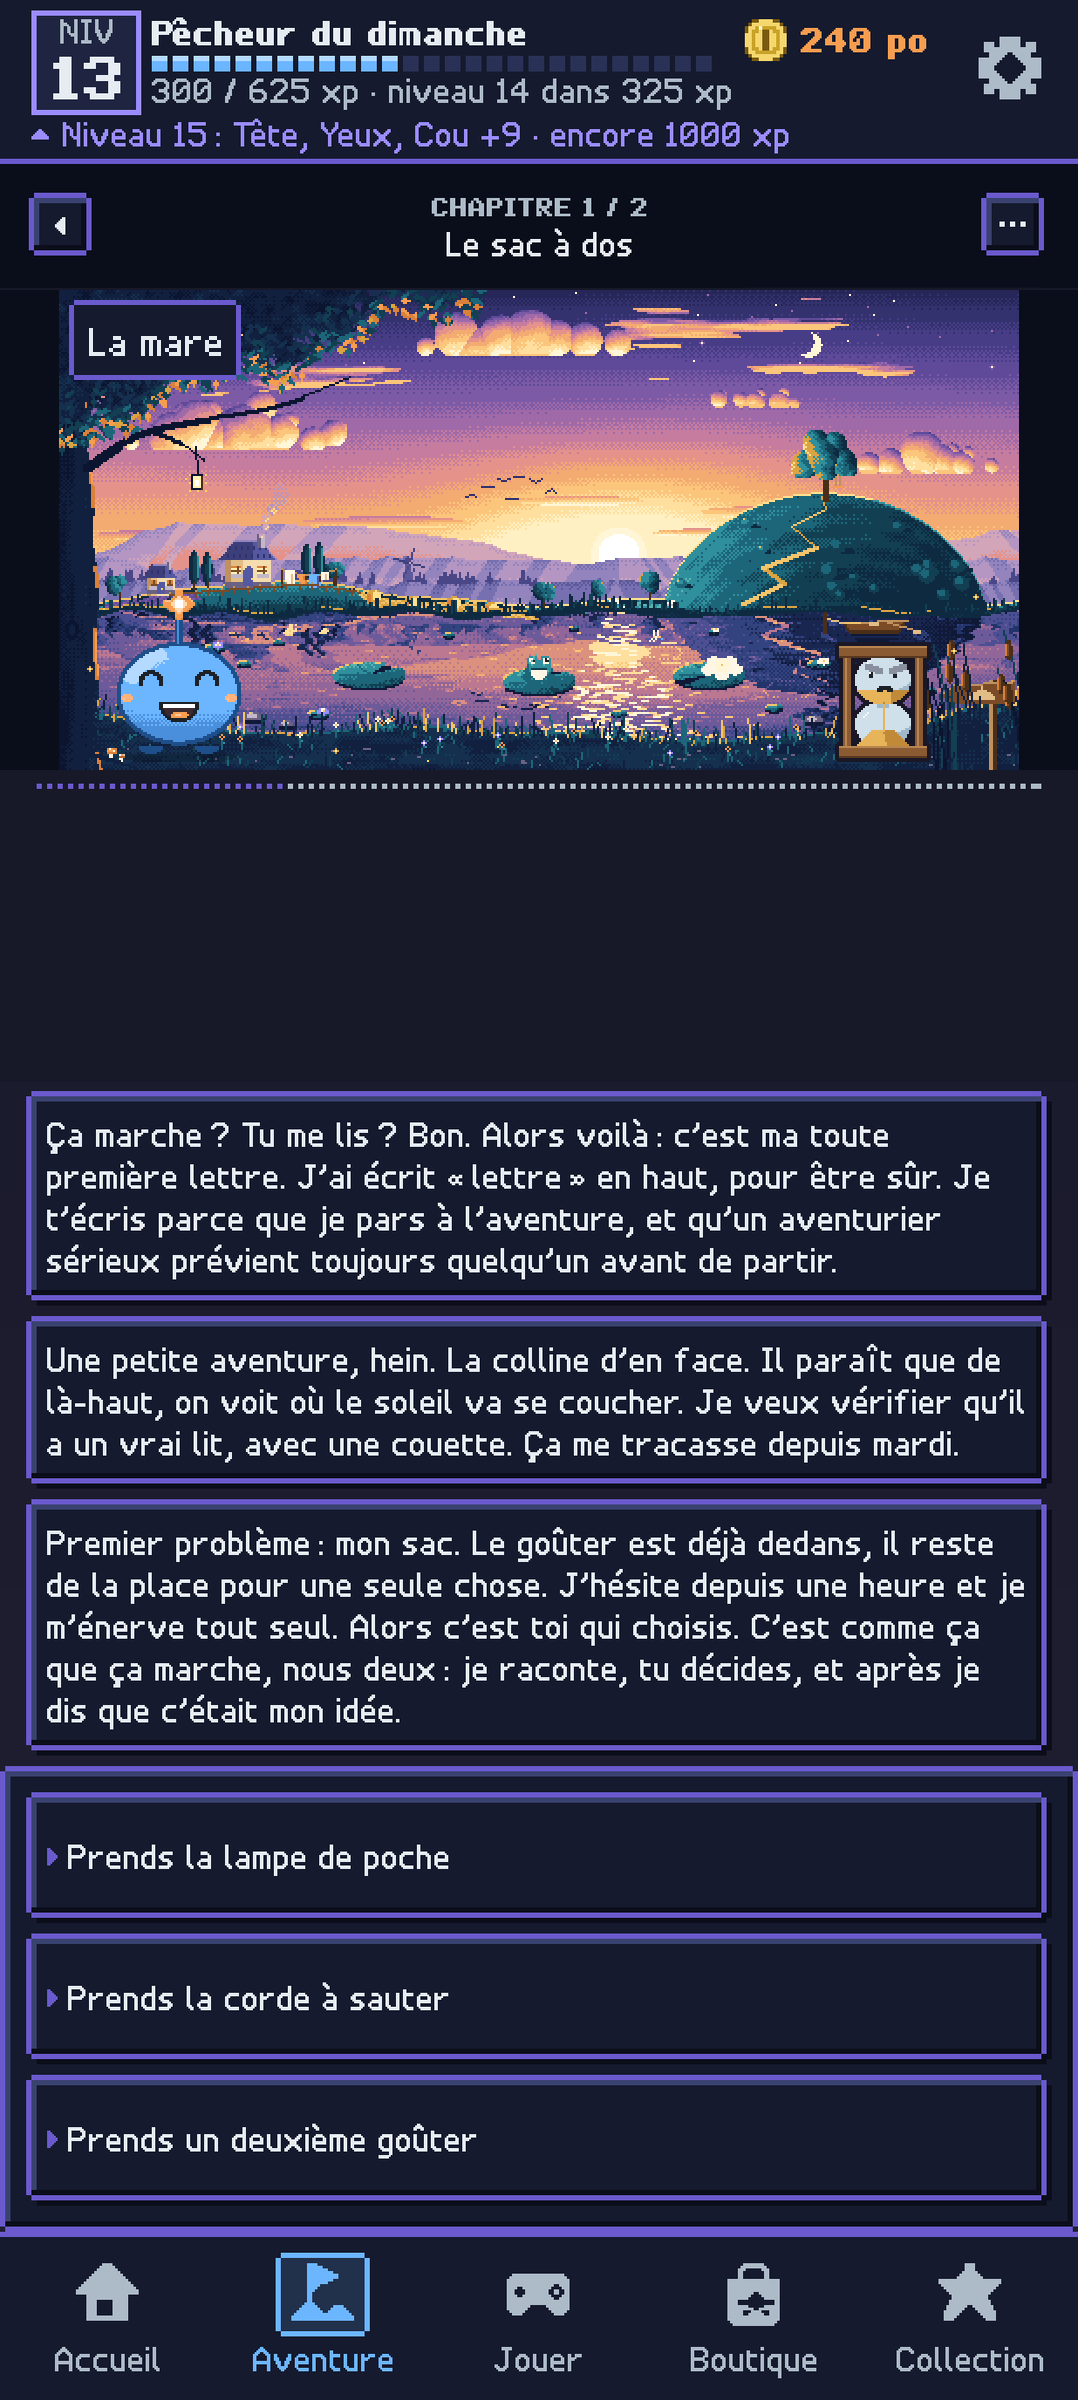 NIV
13
Pêcheur du dimanche
240 po
300 / 625 xp · niveau 14 dans 325 xp
Niveau 15 : Tête, Yeux, Cou +9 · encore 1000 xp
CHAPITRE 1 / 2
Le sac à dos
La mare
Ça marche ? Tu me lis ? Bon. Alors voilà : c’est ma toute
première lettre. J’ai écrit « lettre » en haut, pour être sûr. Je
t’écris parce que je pars à l’aventure, et qu’un aventurier
sérieux prévient toujours quelqu’un avant de partir.
Une petite aventure, hein. La colline d’en face. Il paraît que de
là-haut, on voit où le soleil va se coucher. Je veux vérifier qu’il
a un vrai lit, avec une couette. Ça me tracasse depuis mardi.
Premier problème : mon sac. Le goûter est déjà dedans, il reste
de la place pour une seule chose. J’hésite depuis une heure et je
m’énerve tout seul. Alors c’est toi qui choisis. C’est comme ça
que ça marche, nous deux : je raconte, tu décides, et après je
dis que c’était mon idée.
Prends la lampe de poche
Prends la corde à sauter
Prends un deuxième goûter
Accueil
Aventure
Jouer
Boutique
Collection